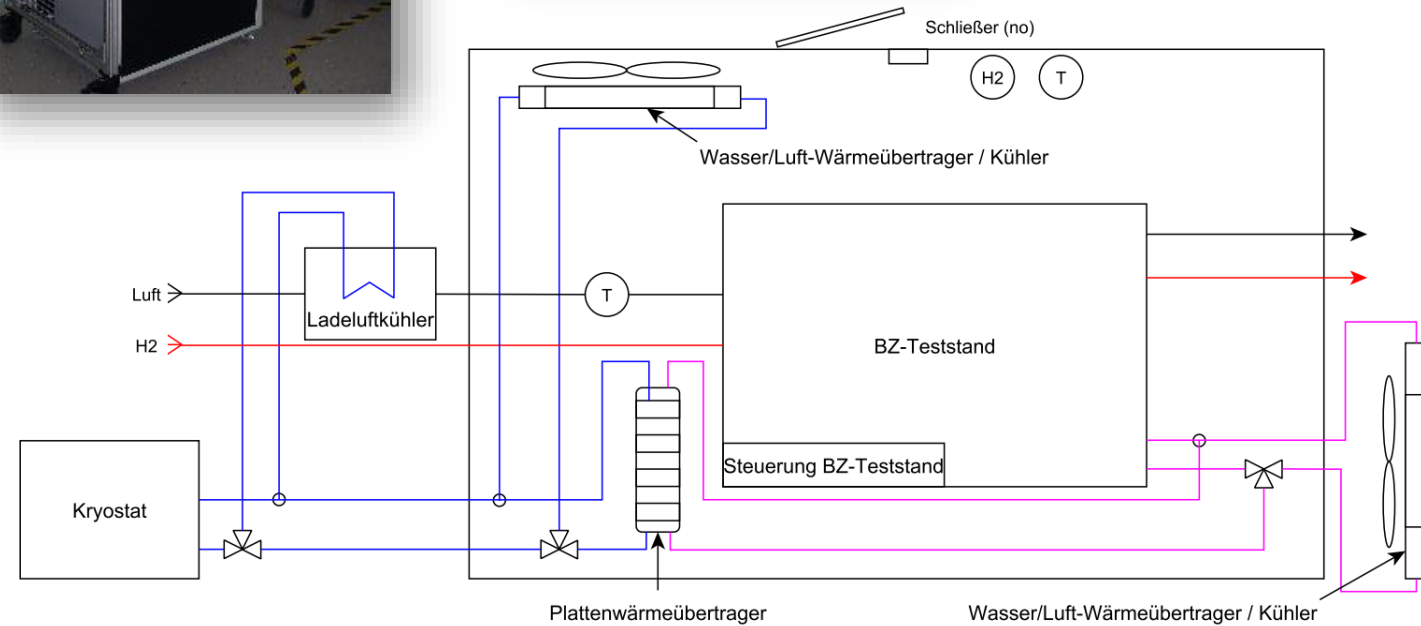 Schließer (no)
H2
T
Wasser/Luft-Wärmeübertrager / Kühler
Luft
T
Ladeluftkühler
H2
BZ-Teststand
Steuerung BZ-Teststand
Kryostat
Plattenwärmeübertrager
Wasser/Luft-Wärmeübertrager / Kühler